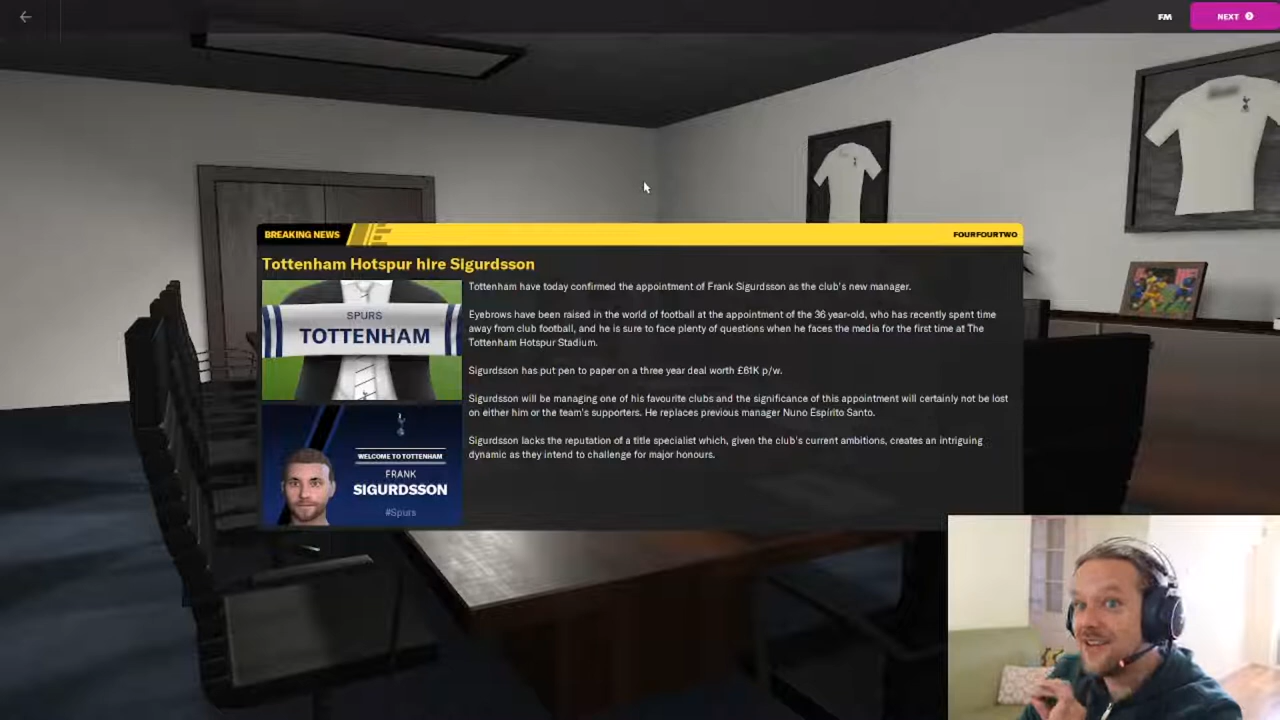 FM
NEXT
BREAKING NEWS
FOURFOURTWO
Tottenham Hotspur hire Sigurdsson
SPURS
TOTTENHAM
WELCOME TO TOTTENHAM
FRANK
SIGURDSSON
#Spurs
Tottenham have today confirmed the appointment of Frank Sigurdsson as the club's new manager.
Eyebrows have been raised in the world of football at the appointment of the 36 year-old, who has recently spent time
away from club football, and he is sure to face plenty of questions when he faces the media for the first time at The
Tottenham Hotspur Stadium.
Sigurdsson has put pen to paper on a three year deal worth £61K p/w.
Sigurdsson will be managing one of his favourite clubs and the significance of this appointment will certainly not be lost
on either him or the team's supporters. He replaces previous manager Nuno Espírito Santo.
Sigurdsson lacks the reputation of a title specialist which, given the club's current ambitions, creates an intriguing
dynamic as they intend to challenge for major honours.